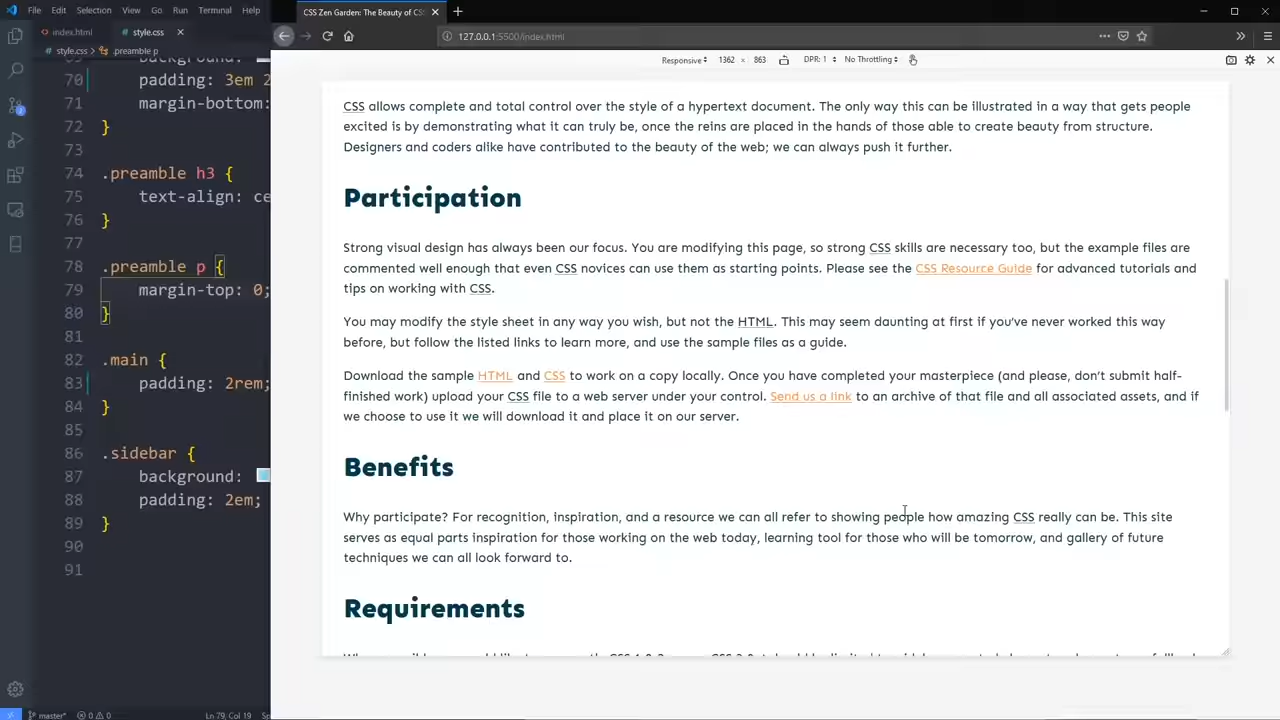 File Edit Selection View Go Run Terminal Help
CSS Zen Garden: The Beauty of CSS
index.html style.css
style.css .preamble p
127.0.0.1:5500/index.html
Responsive 1362 × 863 DPR: 1 No Throttling
69 background:
70 padding: 3em 2
71 margin-bottom:
72 }
73
74 .preamble h3 {
75 text-align: ce
76 }
77
78 .preamble p {
79 margin-top: 0;
80 }
81
82 .main {
83 padding: 2rem;
84 }
85
86 .sidebar {
87 background:
88 padding: 2em;
89 }
90
91
CSS allows complete and total control over the style of a hypertext document. The only way this can be illustrated in a way that gets people
excited is by demonstrating what it can truly be, once the reins are placed in the hands of those able to create beauty from structure.
Designers and coders alike have contributed to the beauty of the web; we can always push it further.
Participation
Strong visual design has always been our focus. You are modifying this page, so strong CSS skills are necessary too, but the example files are
commented well enough that even CSS novices can use them as starting points. Please see the CSS Resource Guide for advanced tutorials and
tips on working with CSS.
You may modify the style sheet in any way you wish, but not the HTML. This may seem daunting at first if you’ve never worked this way
before, but follow the listed links to learn more, and use the sample files as a guide.
Download the sample HTML and CSS to work on a copy locally. Once you have completed your masterpiece (and please, don’t submit half-
finished work) upload your CSS file to a web server under your control. Send us a link to an archive of that file and all associated assets, and if
we choose to use it we will download it and place it on our server.
Benefits
Why participate? For recognition, inspiration, and a resource we can all refer to showing people how amazing CSS really can be. This site
serves as equal parts inspiration for those working on the web today, learning tool for those who will be tomorrow, and gallery of future
techniques we can all look forward to.
Requirements
master* 0 0 Ln 79, Col 19